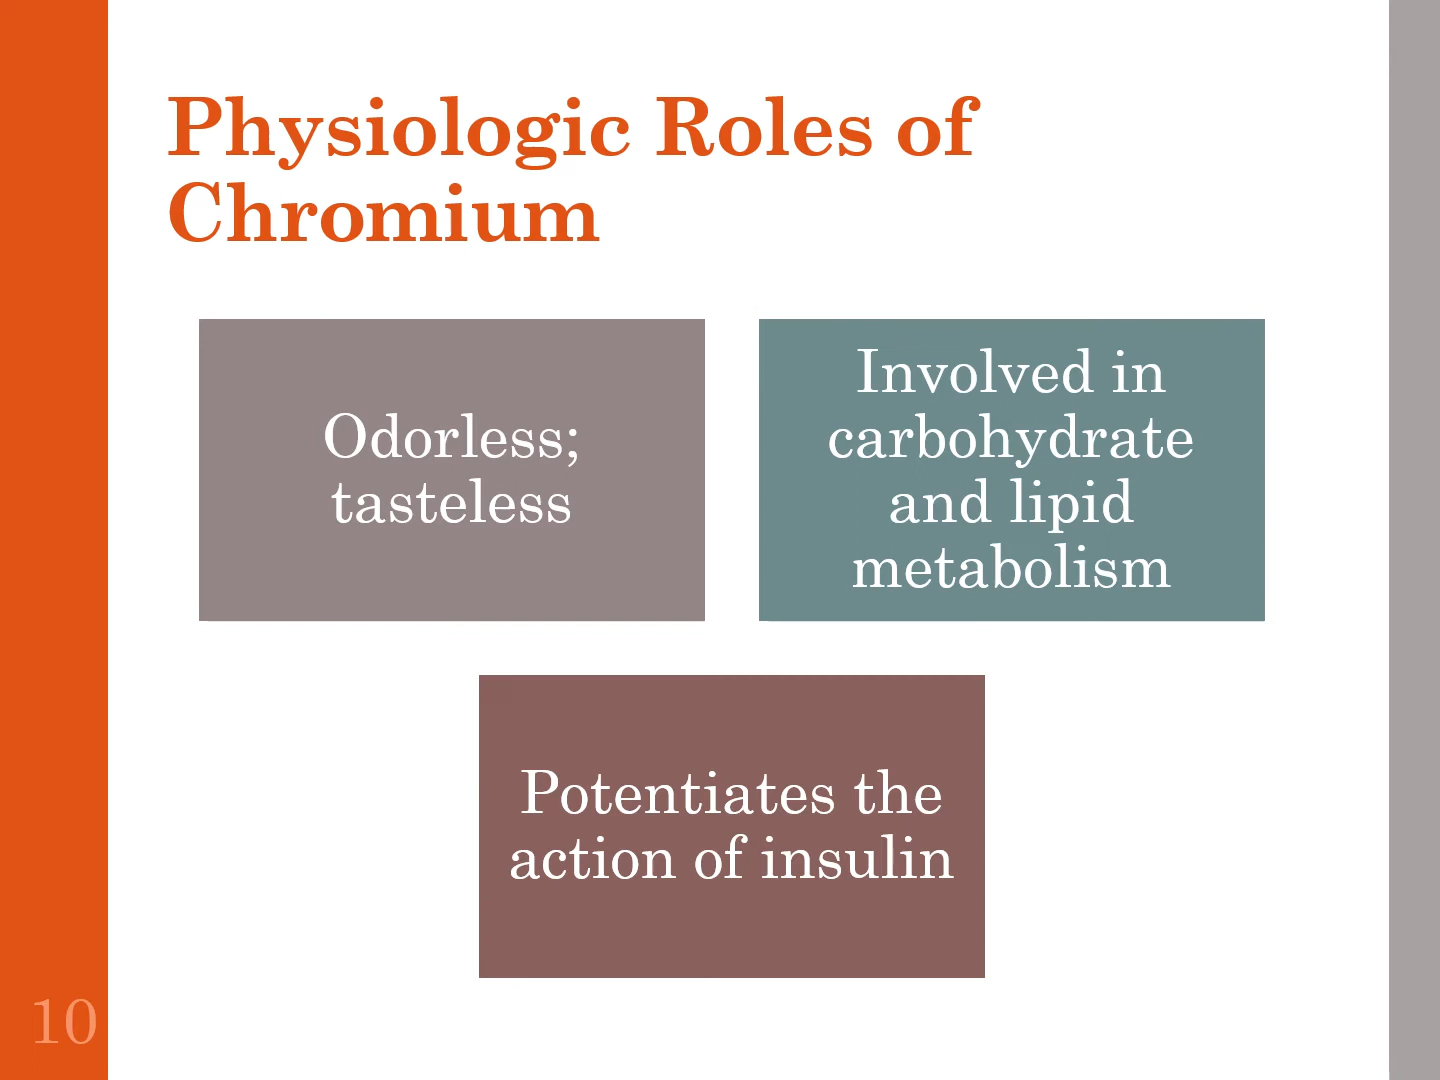 Physiologic Roles of
Chromium
Odorless;
tasteless
Involved in
carbohydrate
and lipid
metabolism
Potentiates the
action of insulin
10